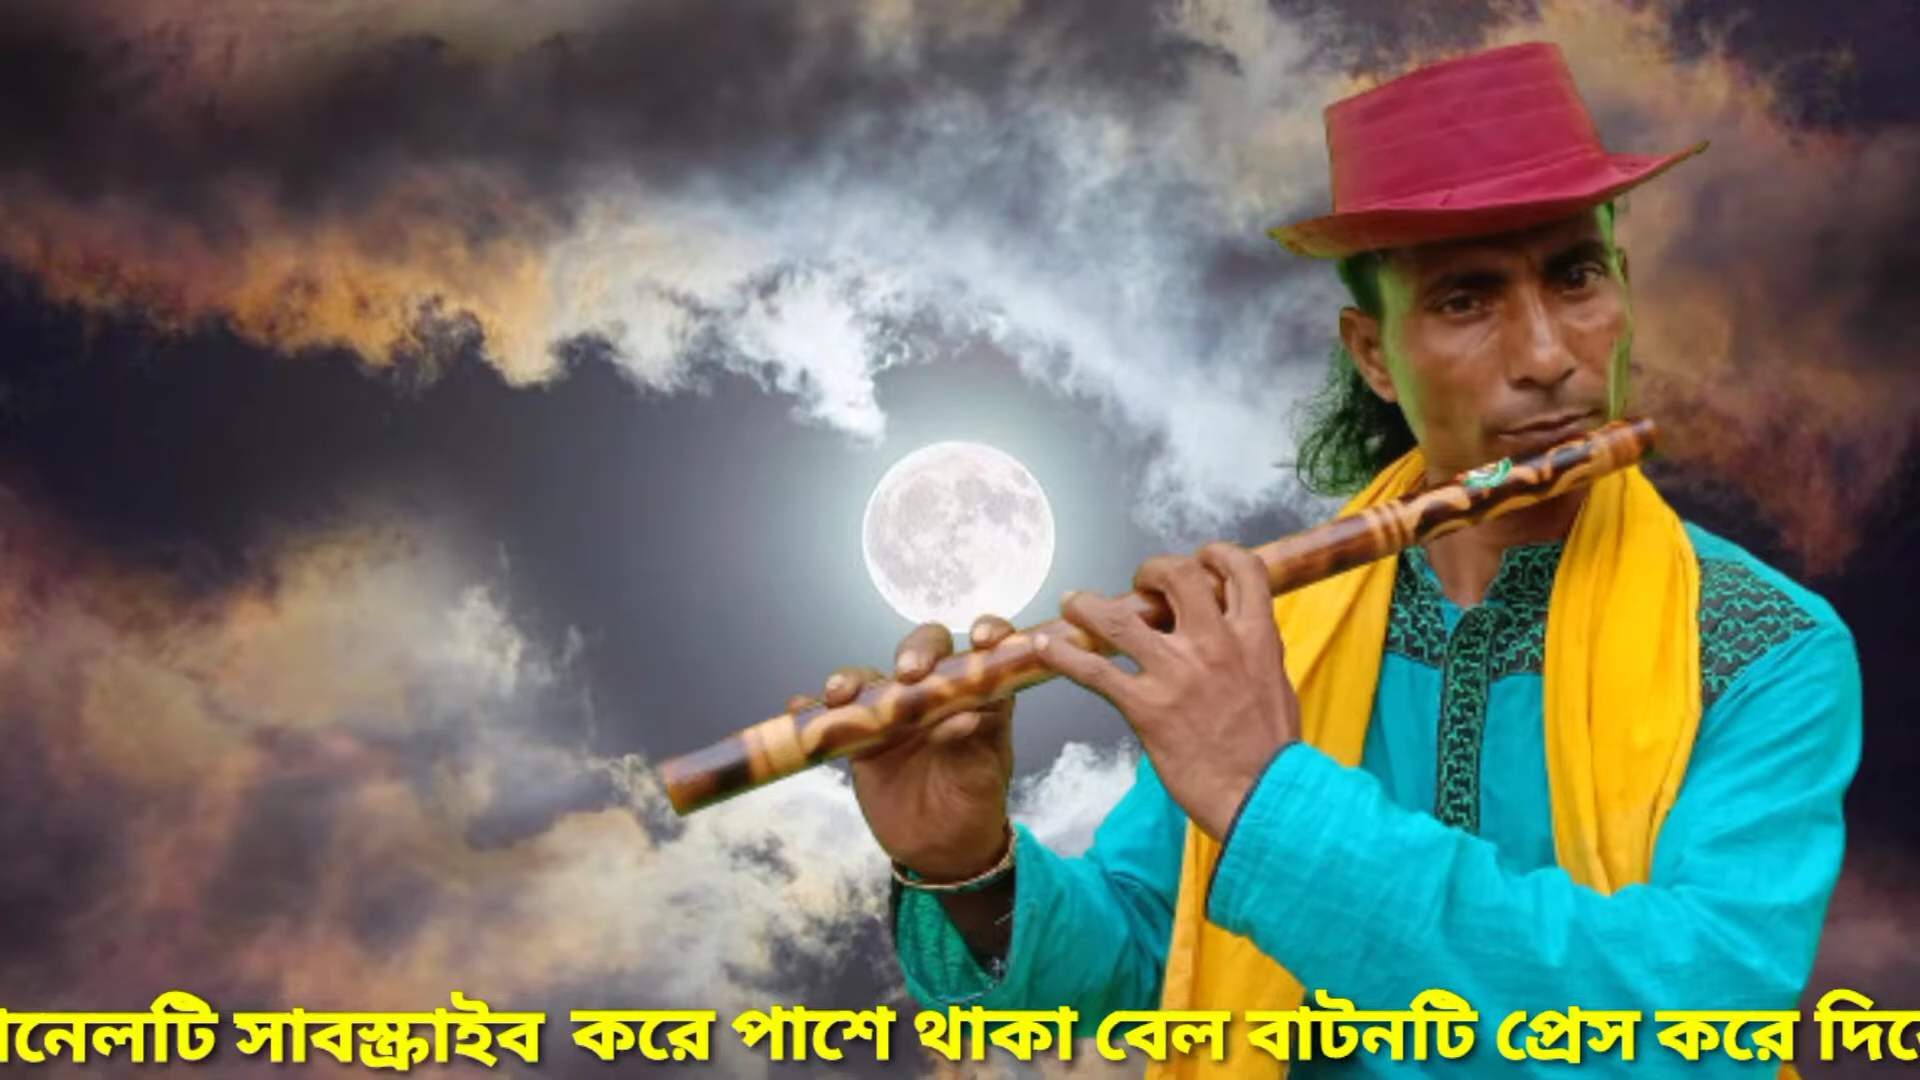 নেলটি সাবস্ক্রাইব করে পাশে থাকা বেল বাটনটি প্রেস করে